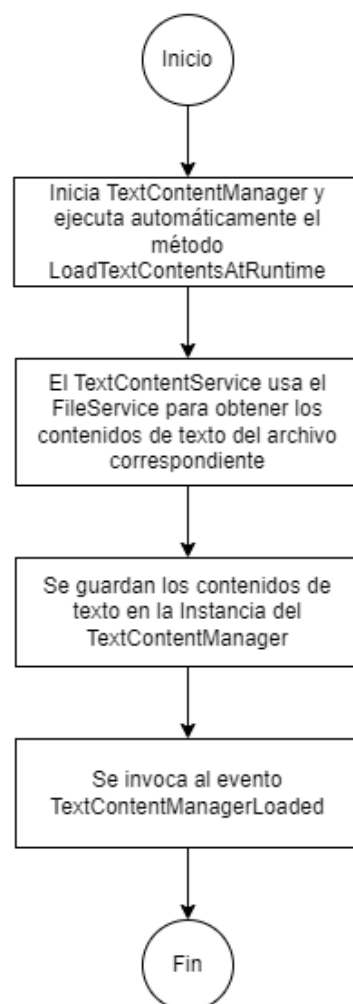 Inicio
Inicia TextContentManager y
ejecuta automáticamente el
método
LoadTextContentsAtRuntime
El TextContentService usa el
FileService para obtener los
contenidos de texto del archivo
correspondiente
Se guardan los contenidos de
texto en la Instancia del
TextContentManager
Se invoca al evento
TextContentManagerLoaded
Fin